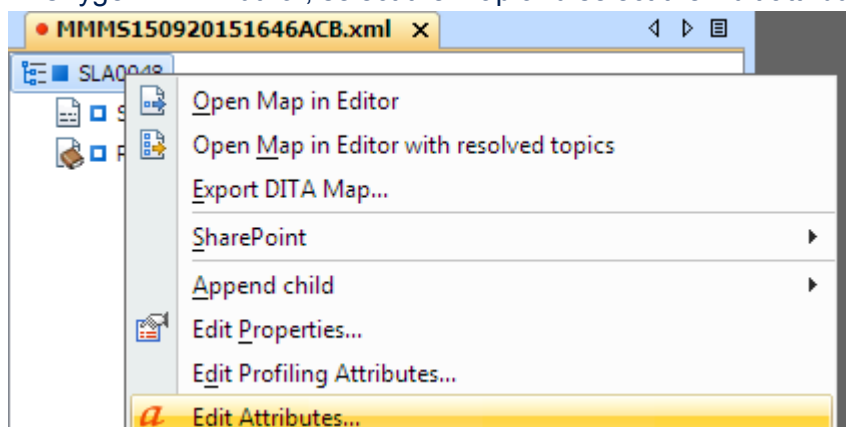 MMMS150920151646ACB.xml
SLA0048
Open Map in Editor
Open Map in Editor with resolved topics
Export DITA Map...
SharePoint
Append child
Edit Properties...
Edit Profiling Attributes...
Edit Attributes...